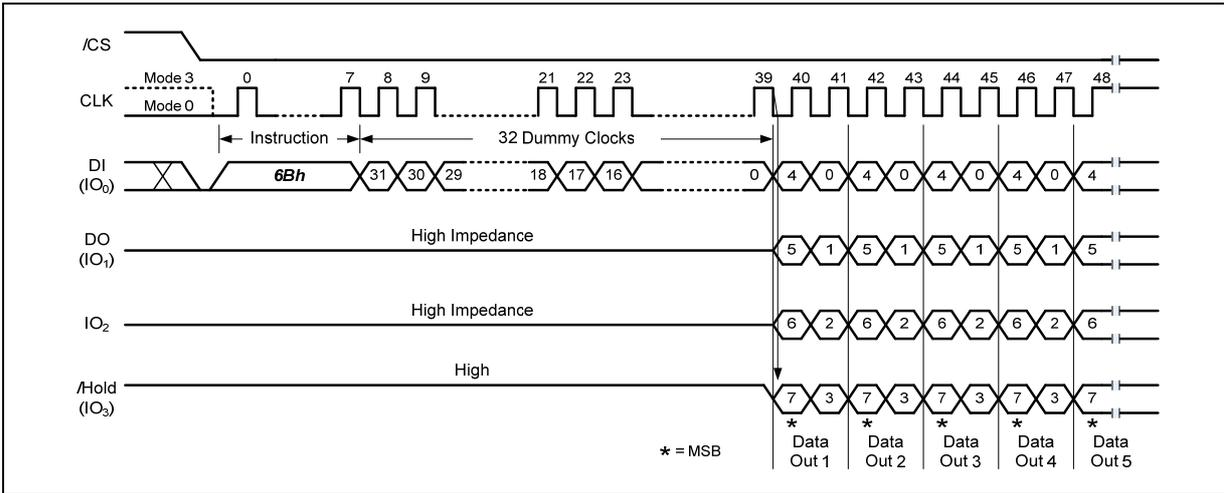 /CS
Mode 3 0 7 8 9 21 22 23 39 40 41 42 43 44 45 46 47 48
CLK
Mode 0
Instruction 32 Dummy Clocks
DI
(IO₀)
6Bh 31 30 29 18 17 16 0 4 0 4 0 4 0 4 0 4
High Impedance
DO
(IO₁)
5 1 5 1 5 1 5 1 5
High Impedance
IO₂
6 2 6 2 6 2 6 2 6
High
/Hold
(IO₃)
7 3 7 3 7 3 7 3 7
* * * * *
* = MSB
Data Out 1
Data Out 2
Data Out 3
Data Out 4
Data Out 5